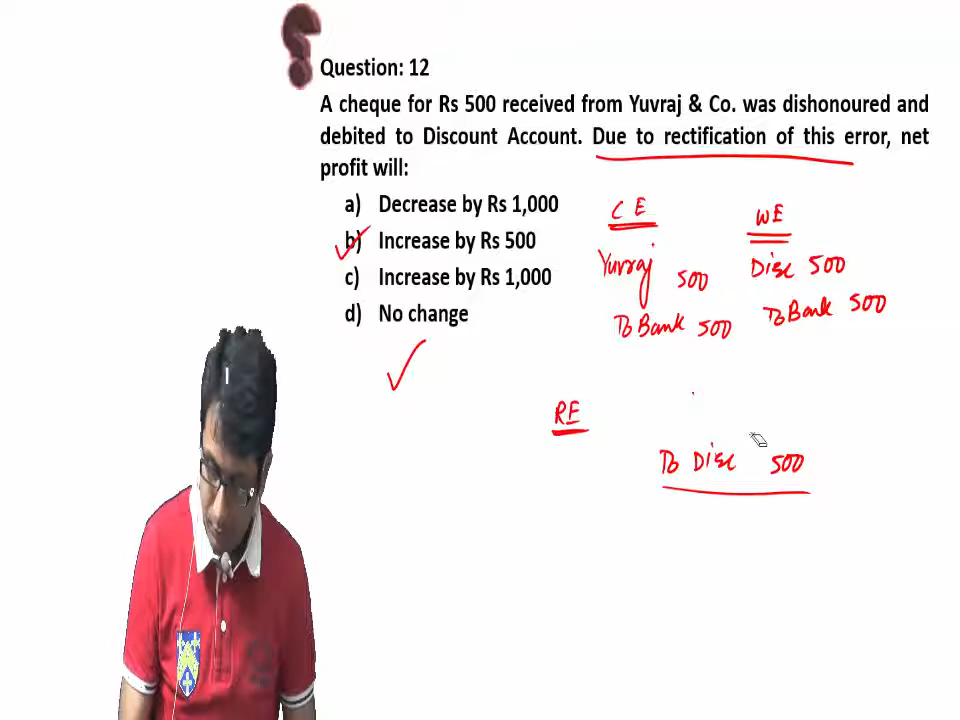 Question: 12
A cheque for Rs 500 received from Yuvraj & Co. was dishonoured and
debited to Discount Account. Due to rectification of this error, net
profit will:
a) Decrease by Rs 1,000
b) Increase by Rs 500
c) Increase by Rs 1,000
d) No change
C E
Yuvraj 500
To Bank 500
WE
Disc 500
To Bank 500
RE
To Disc 500